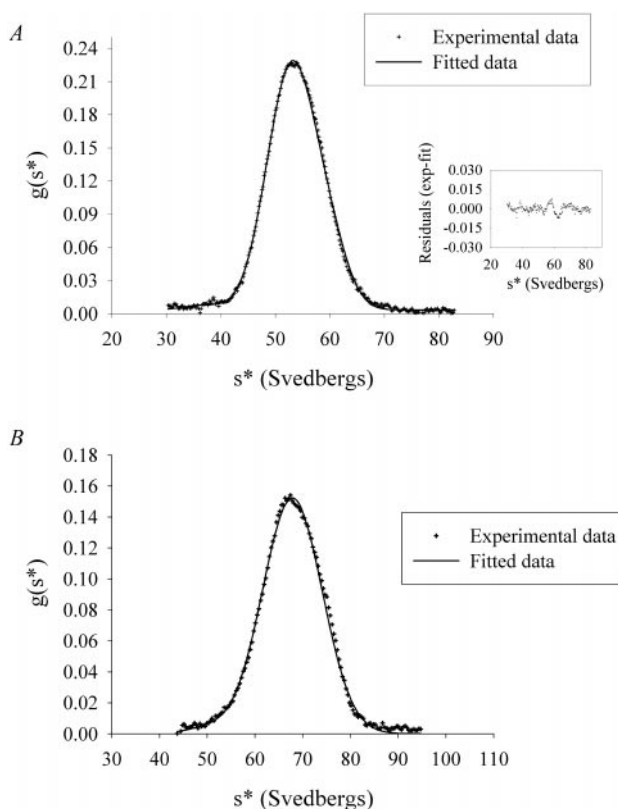 A
Experimental data
Fitted data
0.24
0.21
0.18
0.15
0.12
0.09
0.06
0.03
0.00
g(s*)
20 30 40 50 60 70 80 90
s* (Svedbergs)
Residuals (exp-fit)
0.030
0.015
0.000
-0.015
-0.030
20 40 60 80
s* (Svedbergs)
B
0.18
0.16
0.14
0.12
0.10
0.08
0.06
0.04
0.02
0.00
g(s*)
30 40 50 60 70 80 90 100 110
s* (Svedbergs)
Experimental data
Fitted data